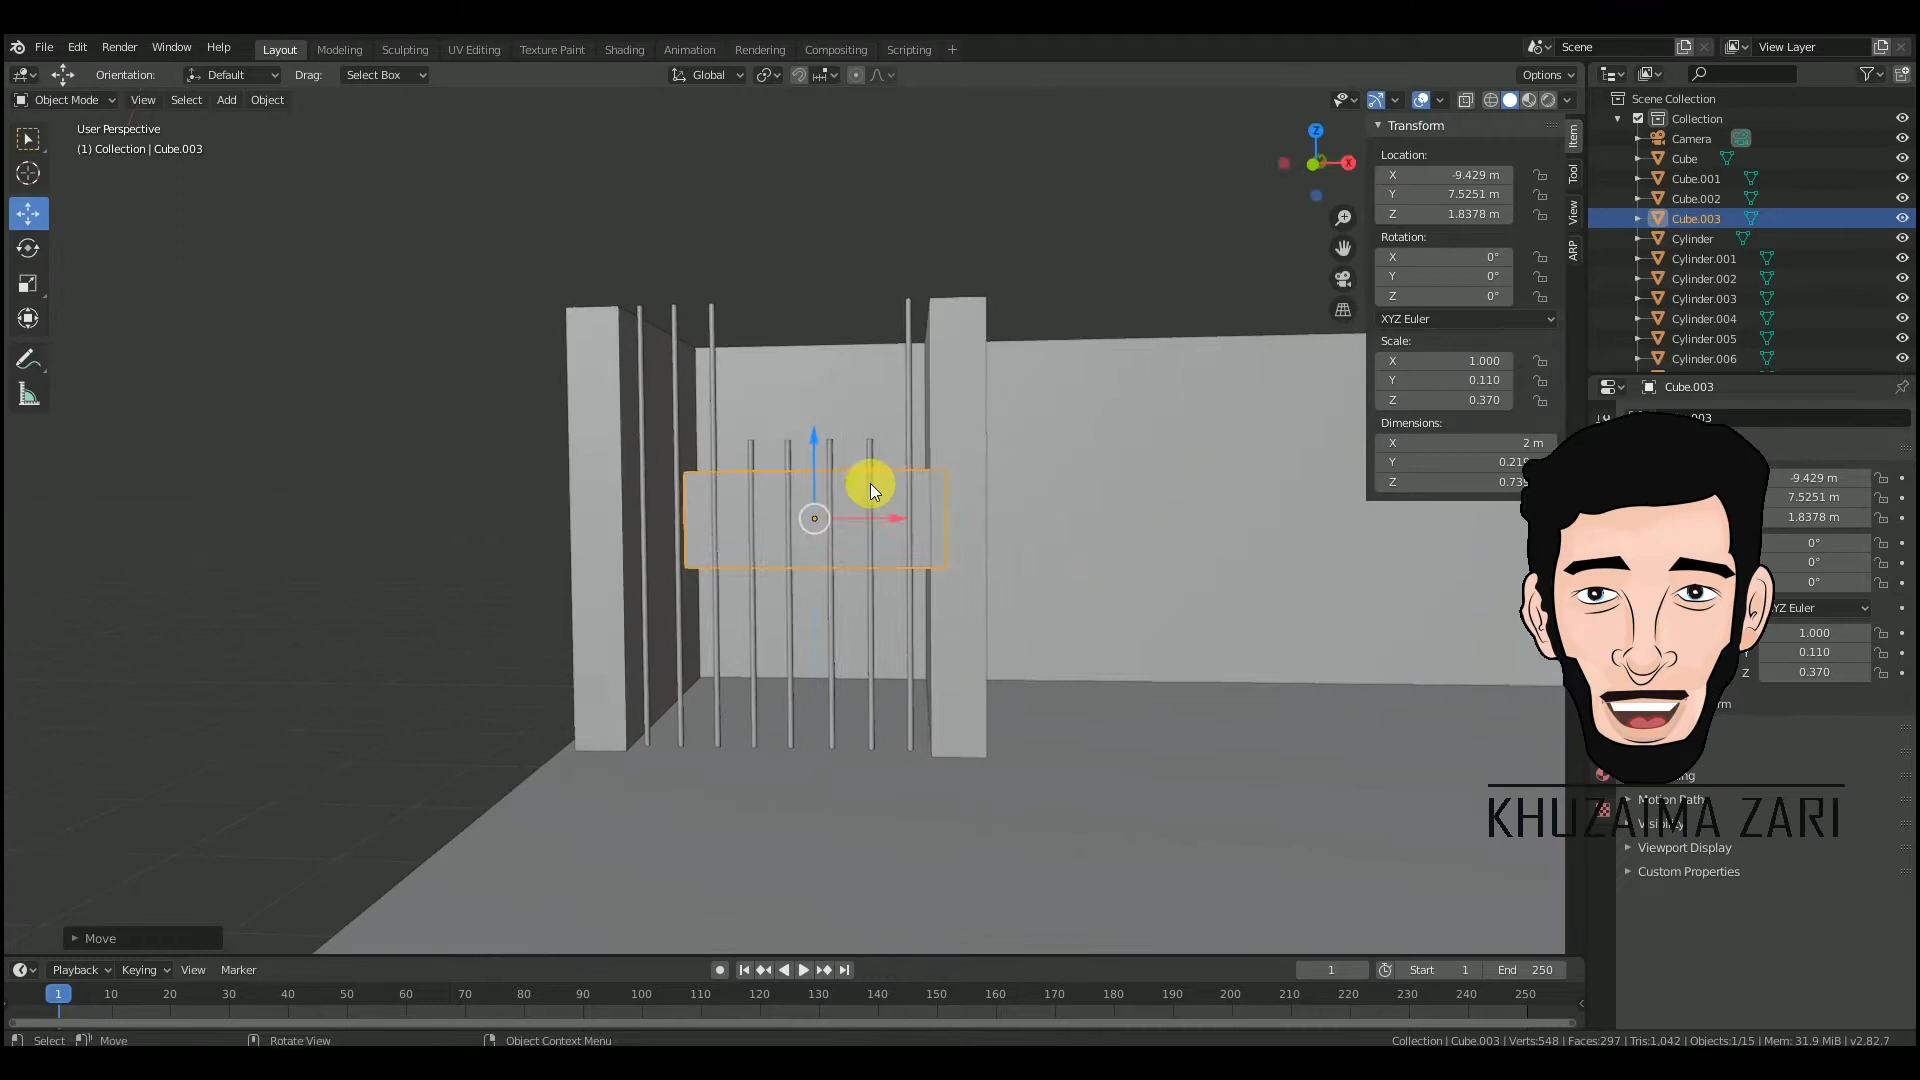 File Edit Render Window Help Layout Modeling Sculpting UV Editing Texture Paint Shading Animation Rendering Compositing Scripting + Scene View Layer
Orientation: Default Drag: Select Box Global Options
Object Mode View Select Add Object
User Perspective
(1) Collection | Cube.003
Z
X
Transform
Location:
X -9.429 m
Y 7.5251 m
Z 1.8378 m
Rotation:
X 0°
Y 0°
Z 0°
XYZ Euler
Scale:
X 1.000
Y 0.110
Z 0.370
Dimensions:
X 2 m
Y
Z
Item
Tool
View
ARP
Scene Collection
Collection
Camera
Cube
Cube.001
Cube.002
Cube.003
Cylinder
Cylinder.001
Cylinder.002
Cylinder.003
Cylinder.004
Cylinder.005
Cylinder.006
Cube.003
-9.429 m
7.5251 m
1.8378 m
0°
0°
0°
1.000
0.110
Z 0.370
KHUZAIMA ZARI
Viewport Display
Custom Properties
Move
Playback Keying View Marker 1 Start 1 End 250
1 10 20 30 40 50 60 70 80 90 100 110 120 130 140 150 160 170 180 190 200 210 220 230 240 250
Select Move Rotate View Object Context Menu Collection | Cube.003 | Verts:548 | Faces:297 | Tris:1,042 | Objects:1/15 | Mem: 31.9 MiB | v2.82.7